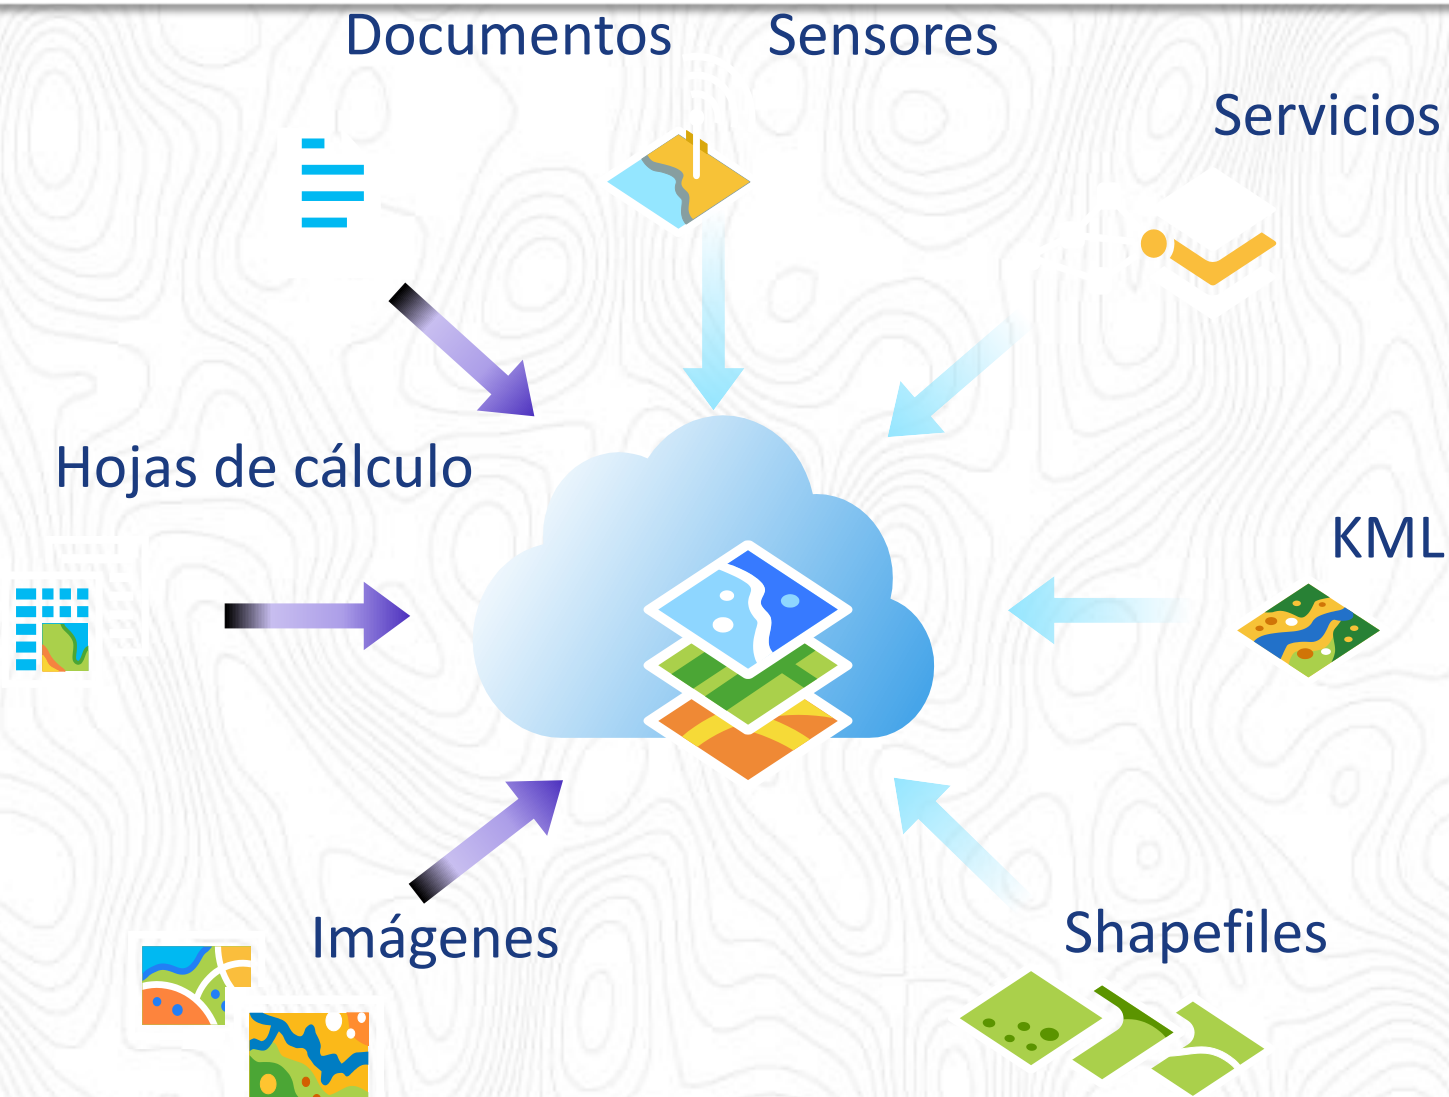 Documentos
Sensores
Servicios
Hojas de cálculo
KML
Imágenes
Shapefiles